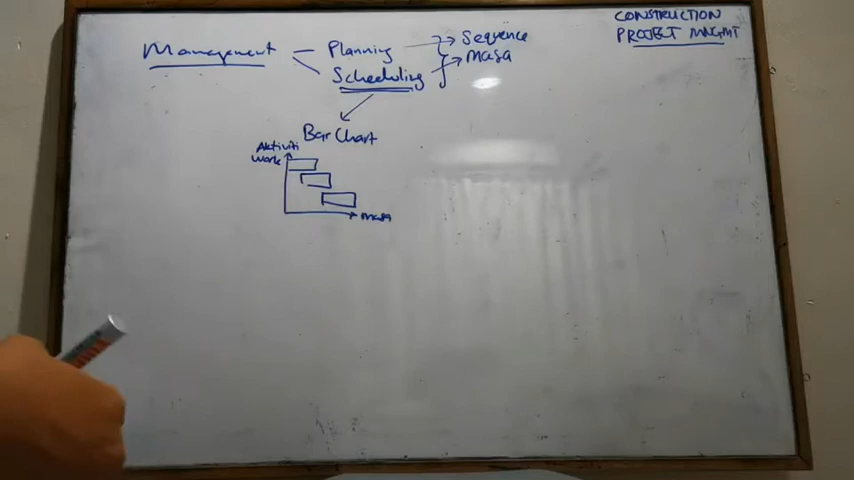 CONSTRUCTION
PROJECT MNGMT
Management
Planning
Sequence
Scheduling
Masa
Bar Chart
Aktiviti
Work
masa